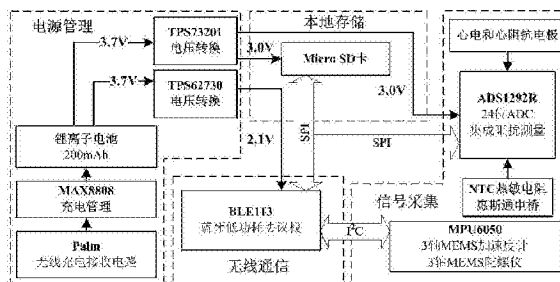 电源管理
3.7V
TPS73201
电压转换
3.0V
本地存储
Micro SD卡
心电和心阻抗电极
3.7V
TPS62730
电压转换
3.0V
ADS1292R
24位ADC
集成阻抗测量
2.1V
SPI
SPI
锂离子电池
200mAh
MAX8808
充电管理
NTC热敏电阻
惠斯通电桥
BLE113
蓝牙低功耗
信号采集
Palm
无线充电接收电路
I²C
MPU6050
3轴MEMS加速度计
3轴MEMS陀螺仪
无线通信